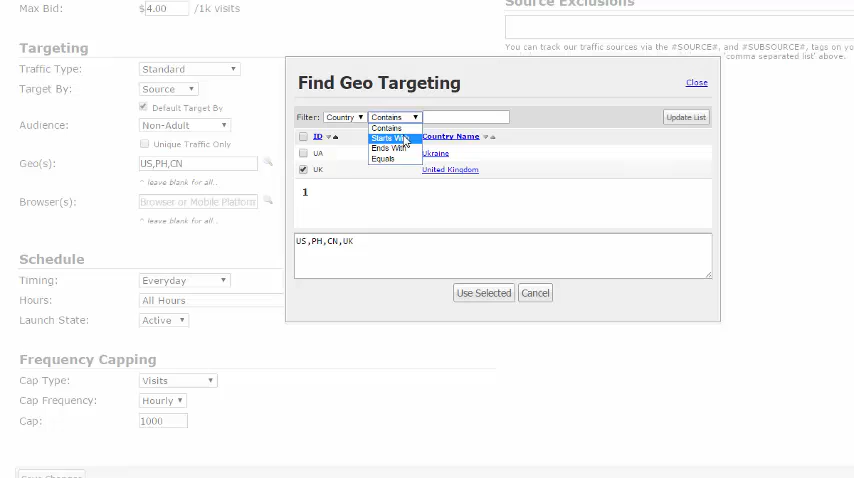 Max Bid: $4.00 /1k visits
Source Exclusions
You can track our traffic sources via the #SOURCE#, and #SUBSOURCE#, tags on yo
'comma separated list' above.
Targeting
Traffic Type: Standard
Target By: Source
Default Target By
Audience: Non-Adult
Unique Traffic Only
Geo(s): US,PH,CN
^ leave blank for all..
Browser(s): Browser or Mobile Platform
^ leave blank for all..
Schedule
Timing: Everyday
Hours: All Hours
Launch State: Active
Frequency Capping
Cap Type: Visits
Cap Frequency: Hourly
Cap: 1000
Save Changes
Find Geo Targeting
Close
Filter: Country Contains Update List
Contains
Starts With
Ends With
Equals
ID Country Name
UA Ukraine
UK United Kingdom
1
US,PH,CN,UK
Use Selected Cancel